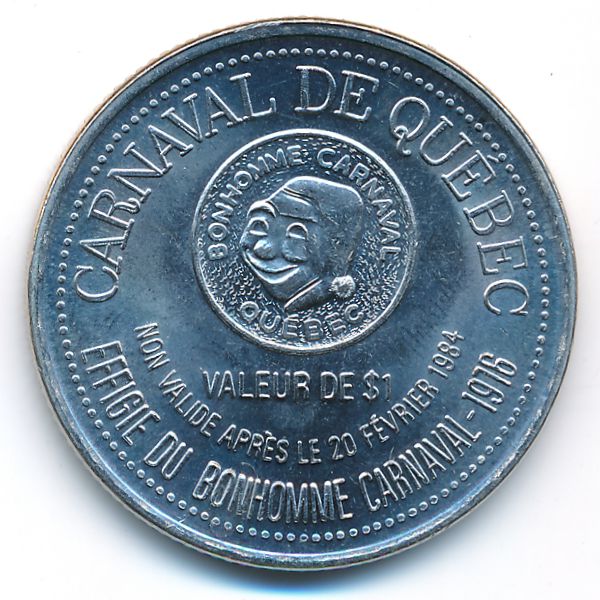 CARNAVAL DE QUÉBEC
BONHOMME CARNAVAL
QUÉBEC
VALEUR DE $1
NON VALIDE APRÈS LE 20 FÉVRIER 1984
EFFIGIE DU BONHOMME CARNAVAL - 1976